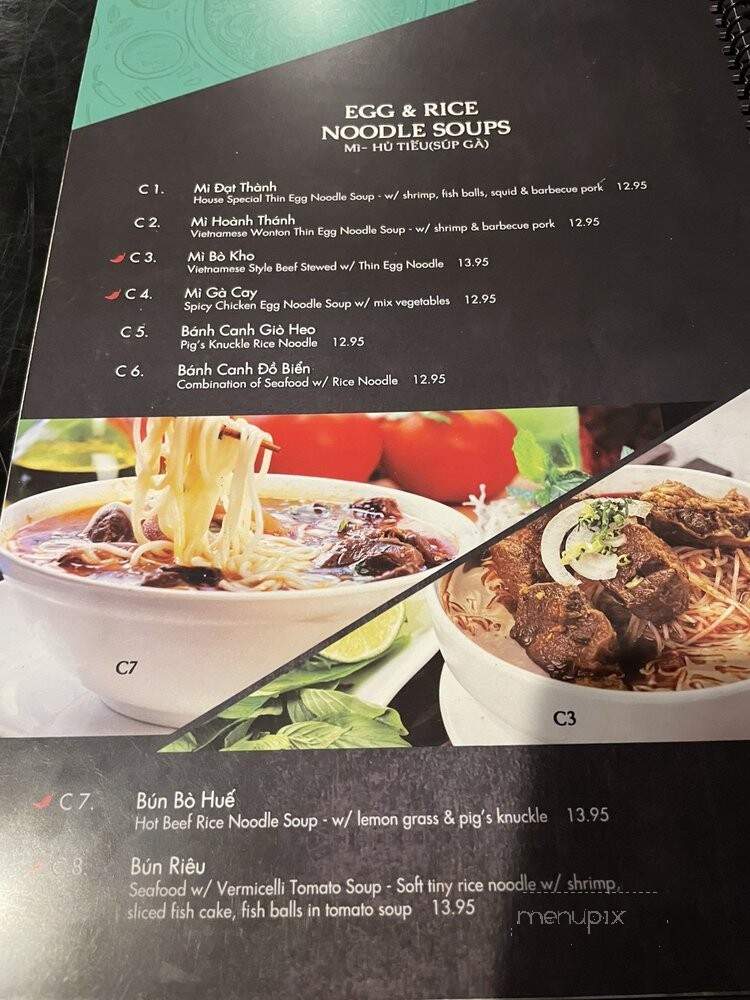 EGG & RICE
NOODLE SOUPS
MÌ- HỦ TIẾU(SÚP GÀ)
C 1. Mì Đạt Thành
House Special Thin Egg Noodle Soup - w/ shrimp, fish balls, squid & barbecue pork 12.95
C 2. Mì Hoành Thánh
Vietnamese Wonton Thin Egg Noodle Soup - w/ shrimp & barbecue pork 12.95
C 3. Mì Bò Kho
Vietnamese Style Beef Stewed w/ Thin Egg Noodle 13.95
C 4. Mì Gà Cay
Spicy Chicken Egg Noodle Soup w/ mix vegetables 12.95
C 5. Bánh Canh Giò Heo
Pig's Knuckle Rice Noodle 12.95
C 6. Bánh Canh Đồ Biển
Combination of Seafood w/ Rice Noodle 12.95
C7
C3
C 7. Bún Bò Huế
Hot Beef Rice Noodle Soup - w/ lemon grass & pig's knuckle 13.95
C 8. Bún Riêu
Seafood w/ Vermicelli Tomato Soup - Soft tiny rice noodle w/ shrimp,
sliced fish cake, fish balls in tomato soup 13.95
menupix